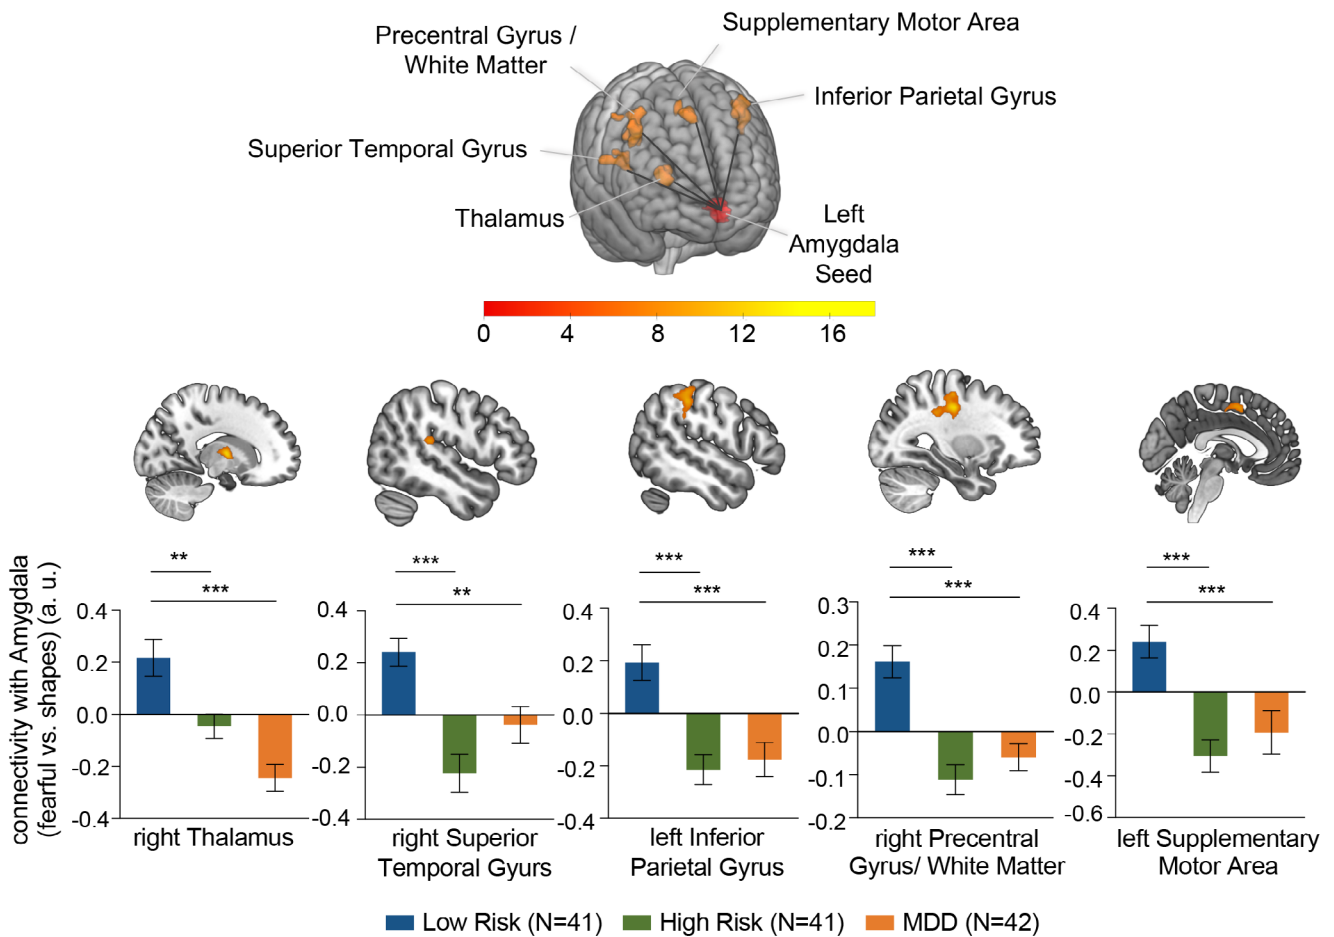 Precentral Gyrus /
White Matter
Supplementary Motor Area
Inferior Parietal Gyrus
Superior Temporal Gyrus
Thalamus
Left
Amygdala
Seed
0 4 8 12 16
connectivity with Amygdala
(fearful vs. shapes) (a. u.)
**
***
0.4
0.2
0.0
-0.2
-0.4
right Thalamus
***
**
0.4
0.2
0.0
-0.2
-0.4
right Superior
Temporal Gyurs
***
***
0.4
0.2
0.0
-0.2
-0.4
left Inferior
Parietal Gyrus
***
***
0.3
0.2
0.1
0.0
-0.1
-0.2
right Precentral
Gyrus/ White Matter
***
***
0.4
0.2
0.0
-0.2
-0.4
-0.6
left Supplementary
Motor Area
Low Risk (N=41) High Risk (N=41) MDD (N=42)